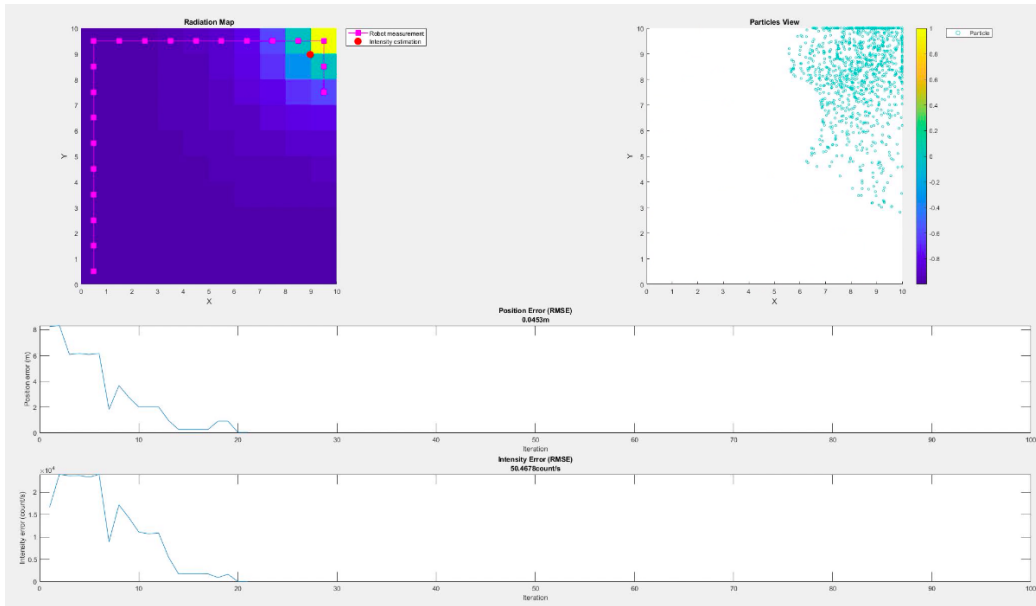 Radiation Map
Robot measurement
Intensity estimation
10
9
8
7
6
5
4
3
2
1
0
Y
0 1 2 3 4 5 6 7 8 9 10
X
Particles View
Particle
10
9
8
7
6
5
4
3
2
1
0
Y
0 1 2 3 4 5 6 7 8 9 10
X
1
0.8
0.6
0.4
0.2
0
-0.2
-0.4
-0.6
-0.8
Position Error (RMSE)
0.0453m
8
6
4
2
0
Position error (m)
0 10 20 30 40 50 60 70 80 90 100
Iteration
Intensity Error (RMSE)
50.4678count/s
×10⁴
2
1.5
1
0.5
0
Intensity error (count/s)
0 10 20 30 40 50 60 70 80 90 100
Iteration